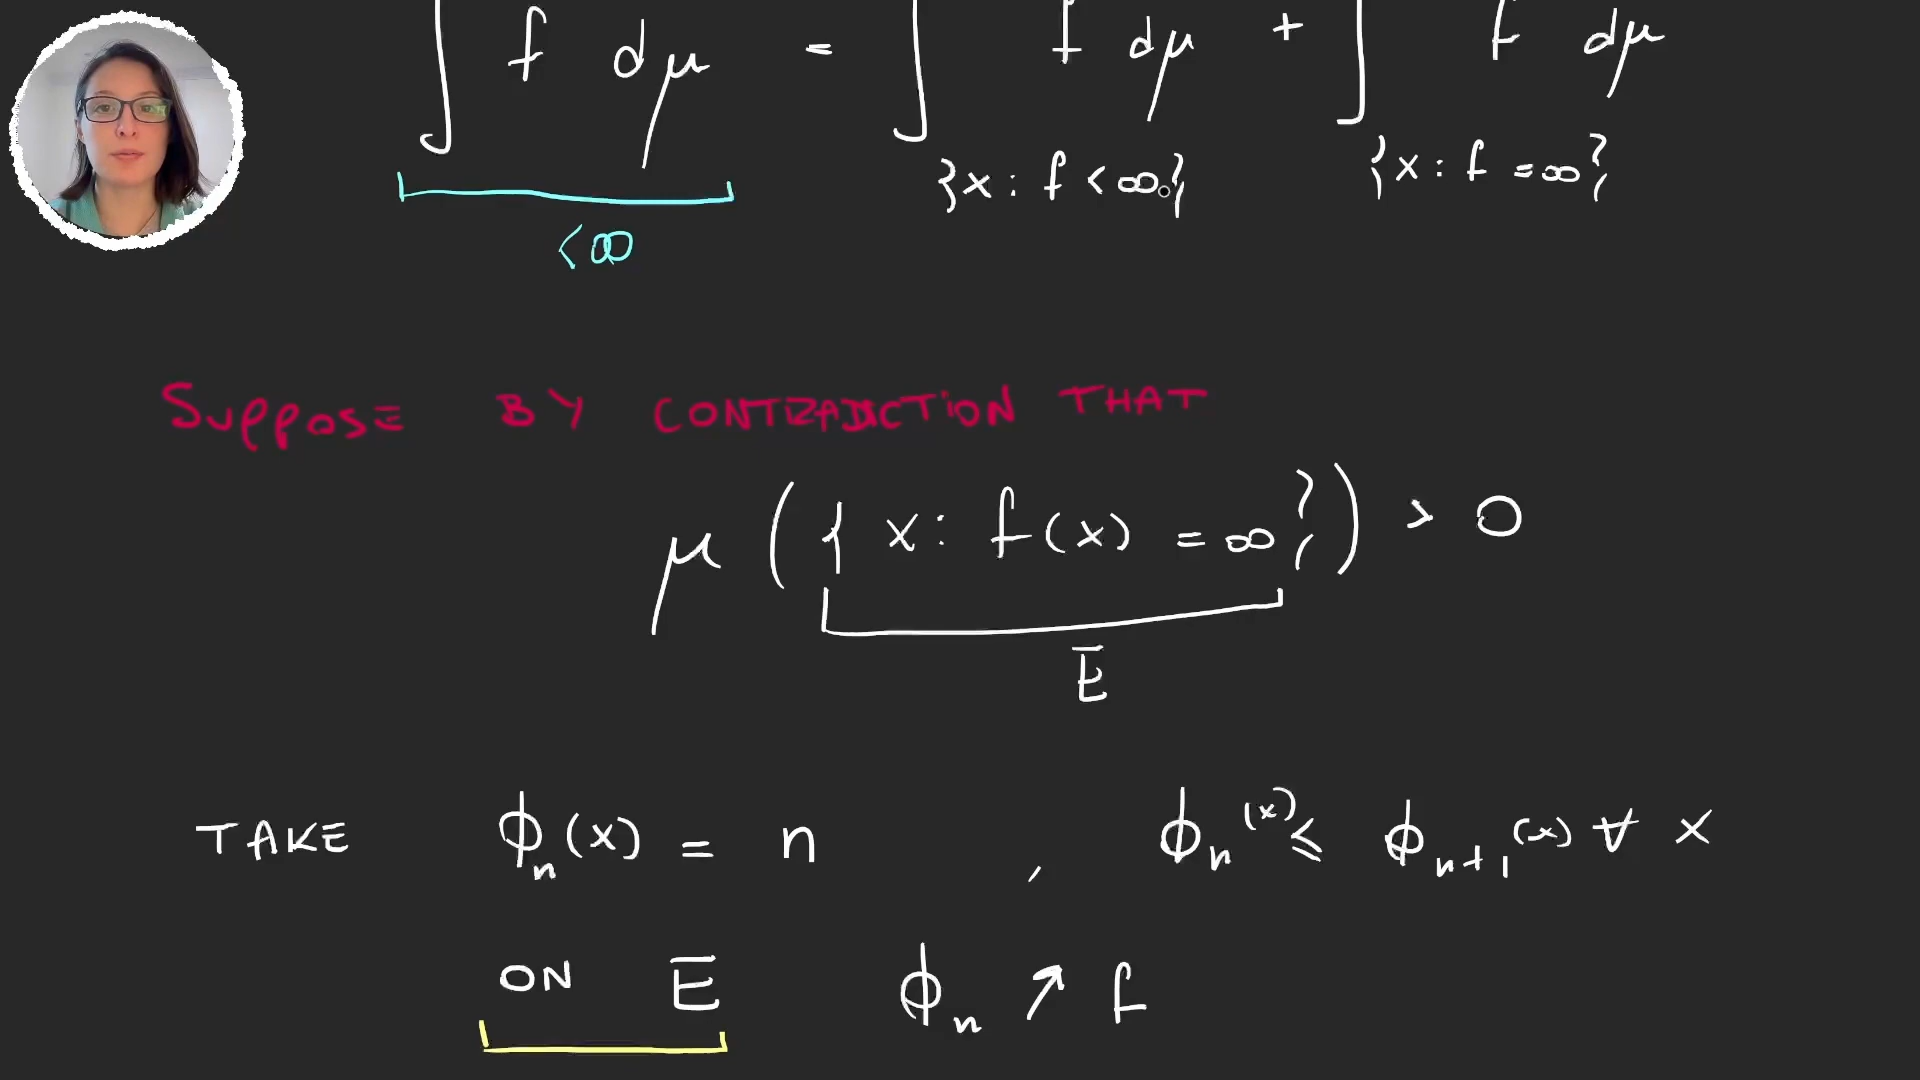 ∫ f dμ = ∫ f dμ + ∫ f dμ
{x : f < ∞} {x : f = ∞}
< ∞
SUPPOSE BY CONTRADICTION THAT
μ ( { x : f(x) = ∞ } ) > 0
E
TAKE ϕₙ(x) = n , ϕₙ(x) ≤ ϕₙ₊₁(x) ∀ x
ON E ϕₙ ↗ f